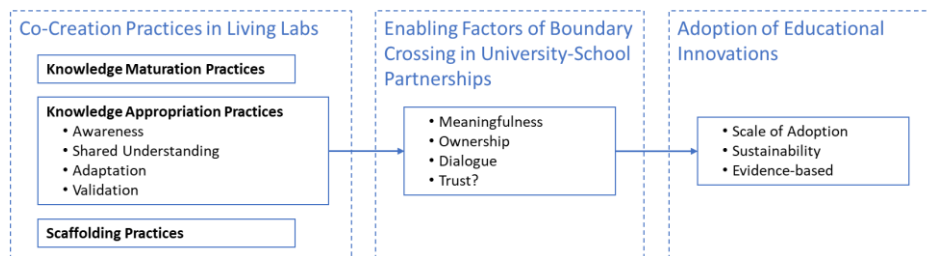 Co-Creation Practices in Living Labs
Knowledge Maturation Practices
Knowledge Appropriation Practices
• Awareness
• Shared Understanding
• Adaptation
• Validation
Scaffolding Practices
Enabling Factors of Boundary
Crossing in University-School
Partnerships
• Meaningfulness
• Ownership
• Dialogue
• Trust?
Adoption of Educational
Innovations
• Scale of Adoption
• Sustainability
• Evidence-based